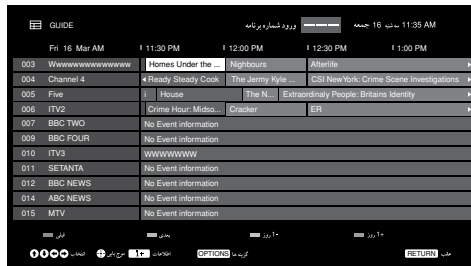 GUIDE ورود شماره برنامه جمعه 16 11:35 AM
Fri 16 Mar AM 11:30 PM 12:00 PM 12:30 PM 1:00 PM
003 Wwwwwwwwwwwwww Homes Under the ... Nighbours Afterlife
004 Channel 4 Ready Steady Cook The Jermy Kyle ... CSI NewYork: Crime Scene Investigations
005 Five i House The N... Extraordinaly People: Britains Identity
006 ITV2 Crime Hour: Midso... Cracker ER
007 BBC TWO No Event information
009 BBC FOUR No Event information
010 ITV3 wwwwwwww
011 SETANTA No Event information
012 BBC NEWS No Event information
014 ABC NEWS No Event information
015 MTV No Event information
قبلی بعدی -1 روز +1 روز
انتخاب اطلاعات OPTIONS گزینه ها RETURN